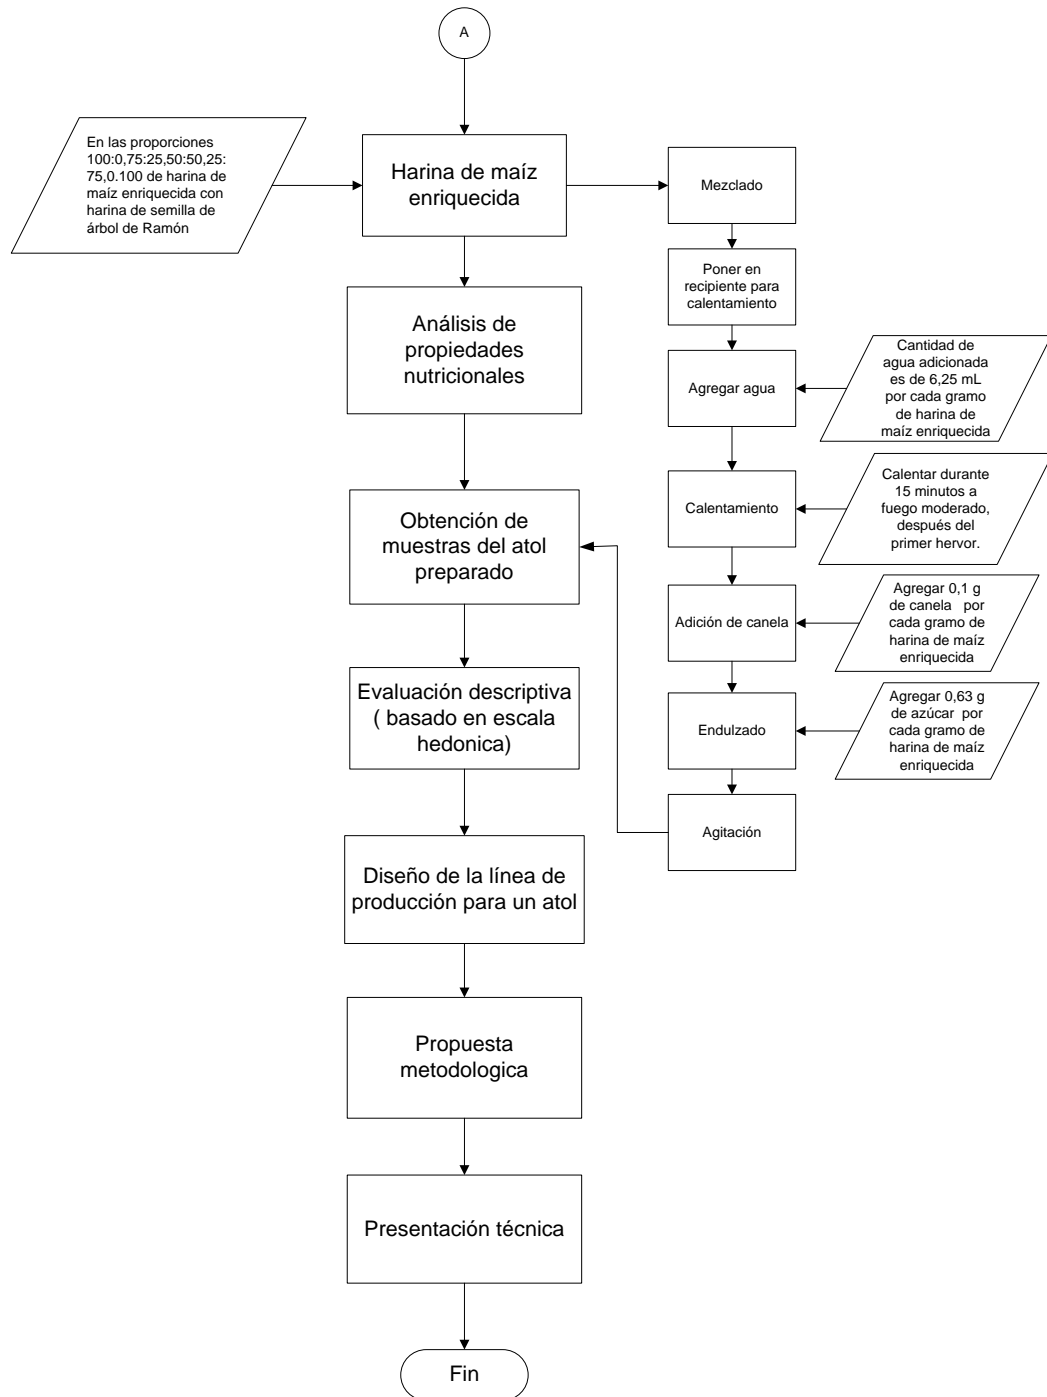 A
En las proporciones
100:0,75:25,50:50,25:
75,0.100 de harina de
maíz enriquecida con
harina de semilla de
árbol de Ramón
Harina de maíz
enriquecida
Mezclado
Poner en
recipiente para
calentamiento
Análisis de
propiedades
nutricionales
Agregar agua
Cantidad de
agua adicionada
es de 6,25 mL
por cada gramo
de harina de
maíz enriquecida
Calentamiento
Calentar durante
15 minutos a
fuego moderado,
después del
primer hervor.
Obtención de
muestras del atol
preparado
Adición de canela
Agregar 0,1 g
de canela por
cada gramo de
harina de maíz
enriquecida
Evaluación descriptiva
( basado en escala
hedonica)
Endulzado
Agregar 0,63 g
de azúcar por
cada gramo de
harina de maíz
enriquecida
Agitación
Diseño de la línea de
producción para un atol
Propuesta
metodologica
Presentación técnica
Fin